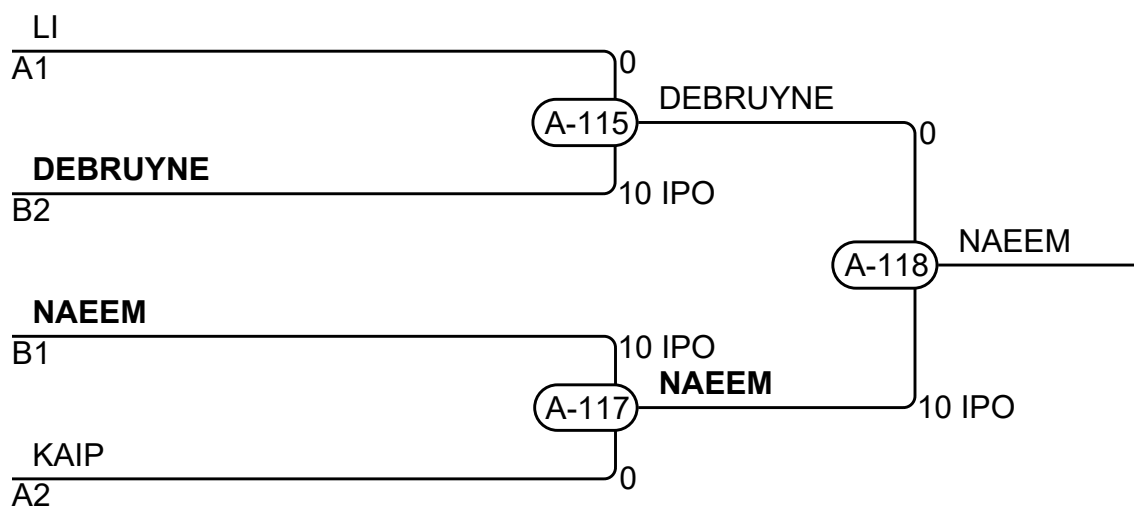 LI
A1
0
A-115
DEBRUYNE
0
DEBRUYNE
B2
10 IPO
A-118
NAEEM
NAEEM
B1
10 IPO
A-117
NAEEM
10 IPO
KAIP
A2
0